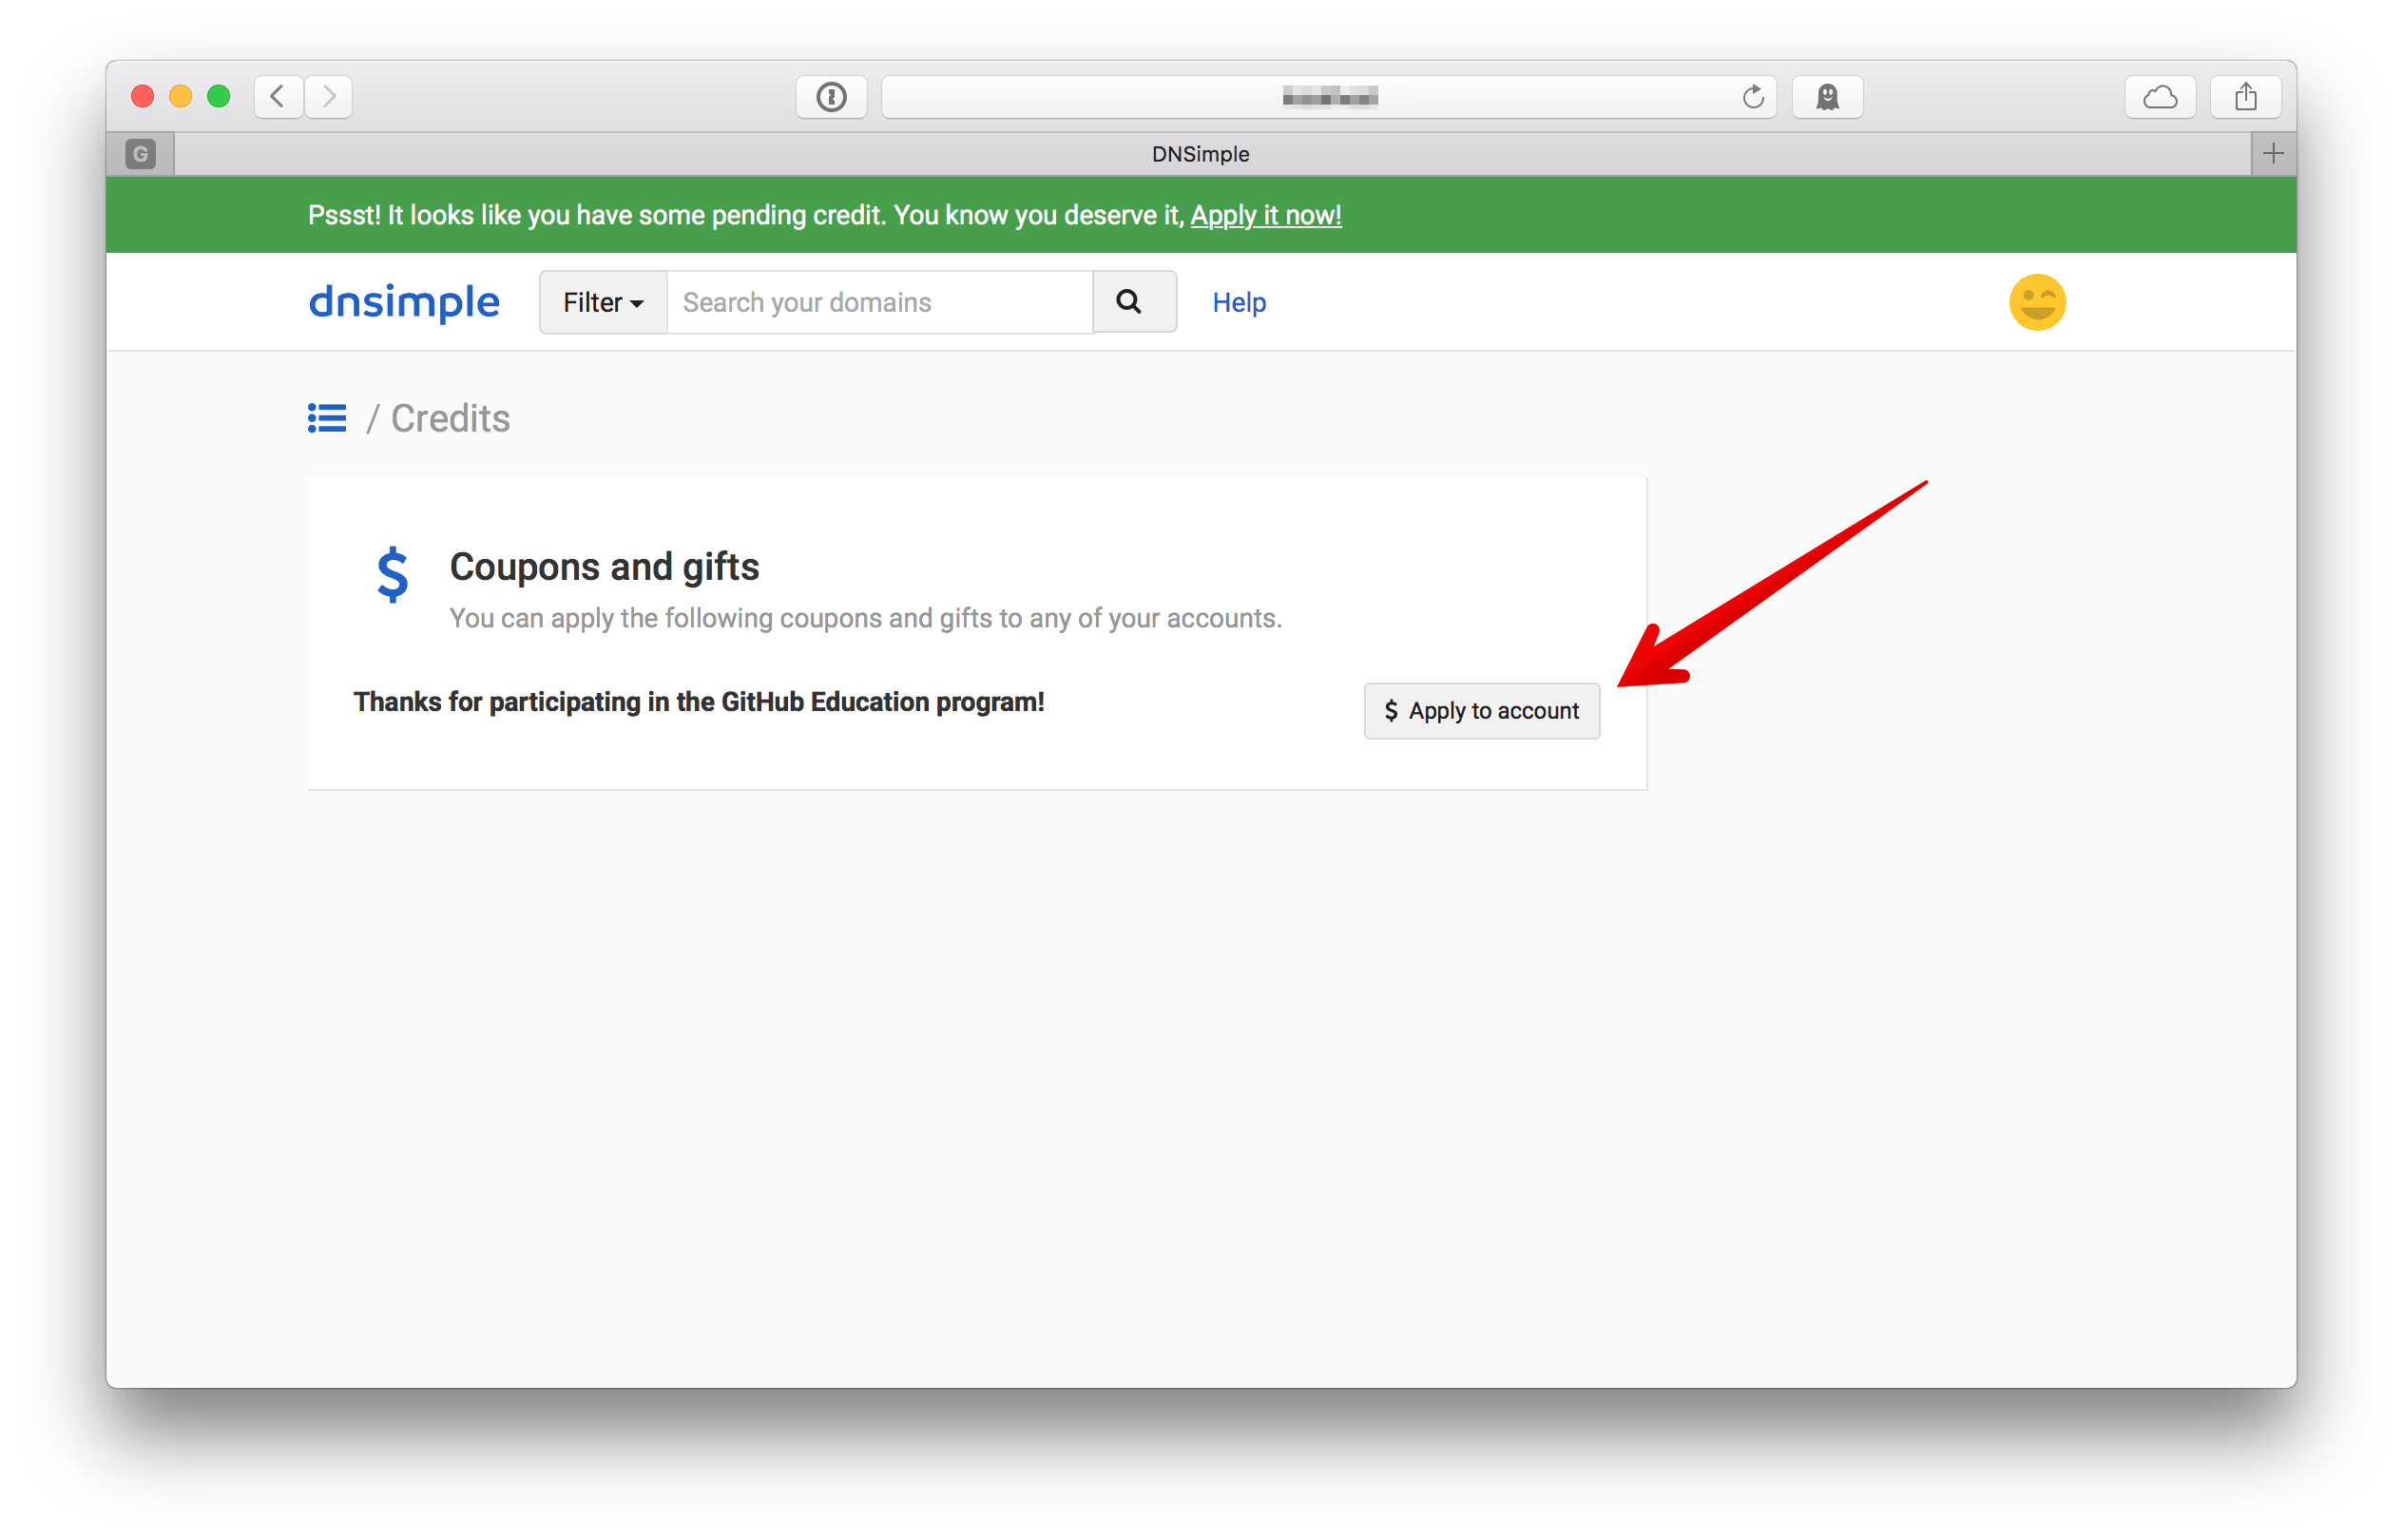 DNSimple
G
Pssst! It looks like you have some pending credit. You know you deserve it, Apply it now!
dnsimple
Filter
Search your domains
Help
/ Credits
$ Coupons and gifts
You can apply the following coupons and gifts to any of your accounts.
Thanks for participating in the GitHub Education program!
$ Apply to account